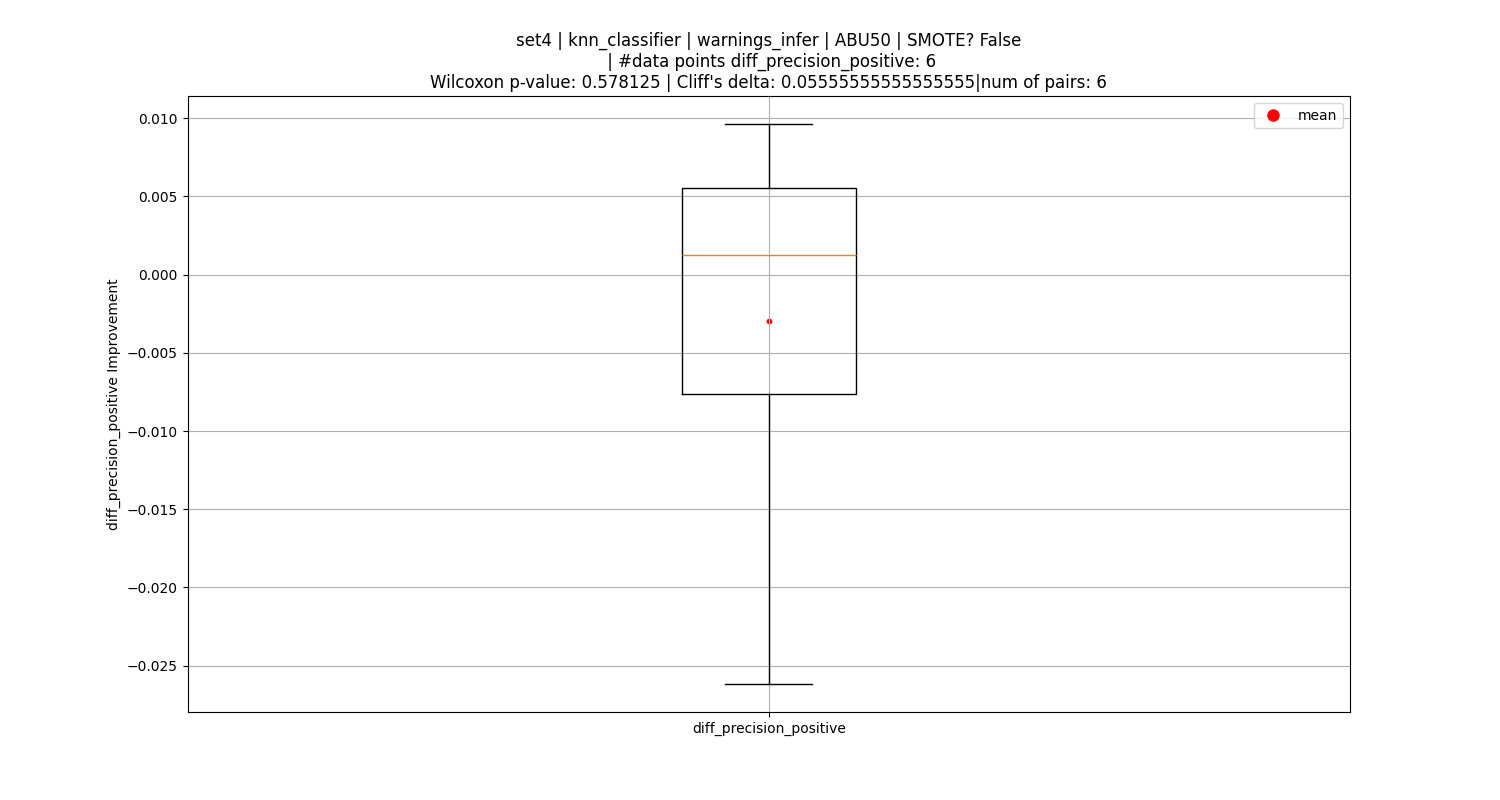 set4 | knn_classifier | warnings_infer | ABU50 | SMOTE? False
| #data points diff_precision_positive: 6
Wilcoxon p-value: 0.578125 | Cliff's delta: 0.05555555555555555|num of pairs: 6
mean
0.010
0.005
0.000
−0.005
−0.010
−0.015
−0.020
−0.025
diff_precision_positive Improvement
diff_precision_positive